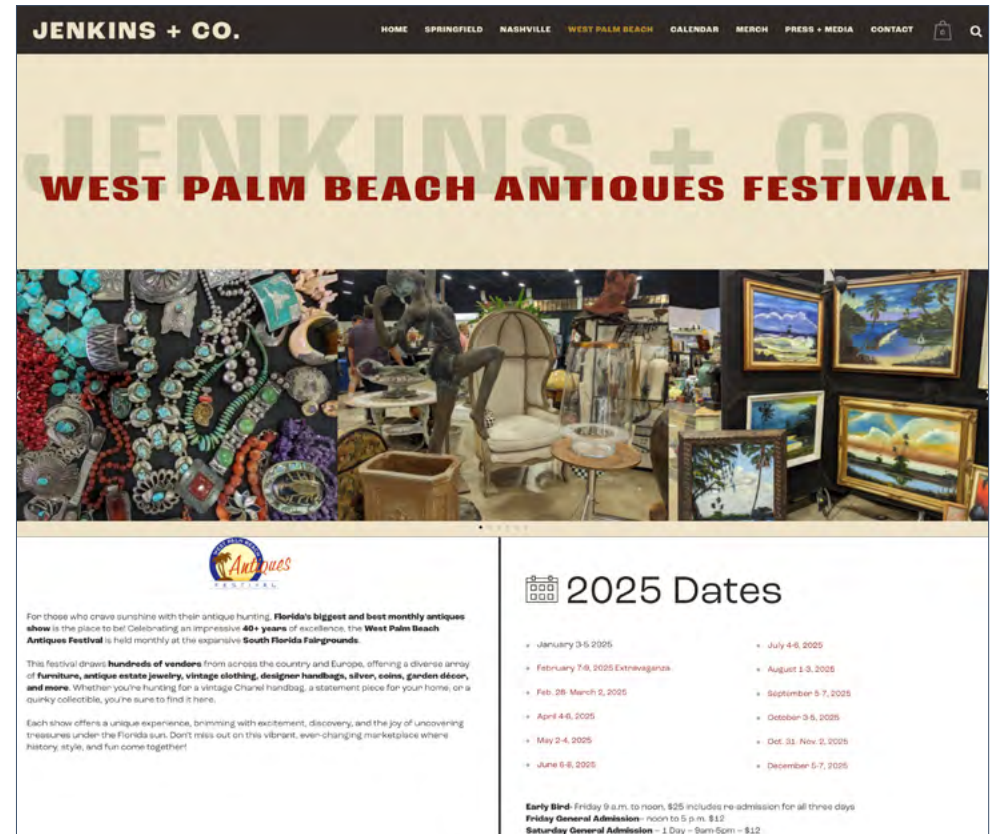 JENKINS + CO.
HOME SPRINGFIELD NASHVILLE WEST PALM BEACH CALENDAR MERCH PRESS + MEDIA CONTACT 0
JENKINS + CO.
WEST PALM BEACH ANTIQUES FESTIVAL
WEST PALM BEACH
Antiques
FESTIVAL
For those who crave sunshine with their antique hunting, Florida's biggest and best monthly antiques
show is the place to be! Celebrating an impressive 40+ years of excellence, the West Palm Beach
Antiques Festival is held monthly at the expansive South Florida Fairgrounds.
This festival draws hundreds of vendors from across the country and Europe, offering a diverse array
of furniture, antique estate jewelry, vintage clothing, designer handbags, silver, coins, garden décor,
and more. Whether you're hunting for a vintage Chanel handbag, a statement piece for your home, or a
quirky collectible, you're sure to find it here.
Each show offers a unique experience, brimming with excitement, discovery, and the joy of uncovering
treasures under the Florida sun. Don't miss out on this vibrant, ever-changing marketplace where
history, style, and fun come together!
2025 Dates
January 3-5 2025
February 7-9, 2025 Extravaganza
Feb. 28- March 2, 2025
April 4-6, 2025
May 2-4, 2025
June 6-8, 2025
July 4-6, 2025
August 1-3, 2025
September 5-7, 2025
October 3-5, 2025
Oct. 31- Nov. 2, 2025
December 5-7, 2025
Early Bird- Friday 9 a.m. to noon, $25 includes re-admission for all three days
Friday General Admission– noon to 5 p.m. $12
Saturday General Admission – 1 Day – 9am-5pm – $12